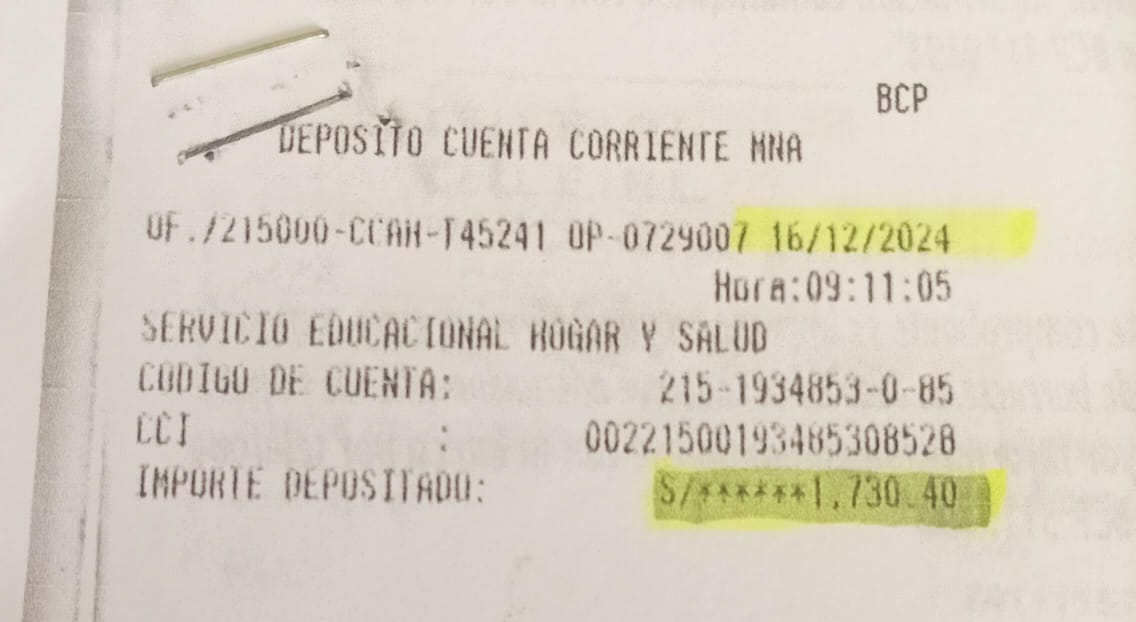 BCP
DEPOSITO CUENTA CORRIENTE MNA
OF./215000-CCAH-T45241 OP-0729007 16/12/2024
Hora:09:11:05
SERVICIO EDUCACIONAL HOGAR Y SALUD
CODIGO DE CUENTA: 215-1934853-0-85
CCI : 00221500193485308528
IMPORTE DEPOSITADO: S/******1,730.40